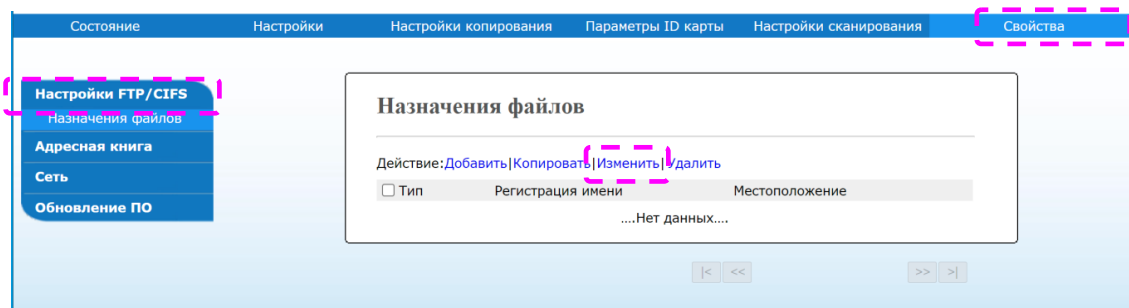 Состояние Настройки Настройки копирования Параметры ID карты Настройки сканирования Свойства
Настройки FTP/CIFS
Назначения файлов
Адресная книга
Сеть
Обновление ПО
Назначения файлов
Действие:Добавить|Копировать|Изменить|Удалить
Тип Регистрация имени Местоположение
....Нет данных....
|< << >> >|